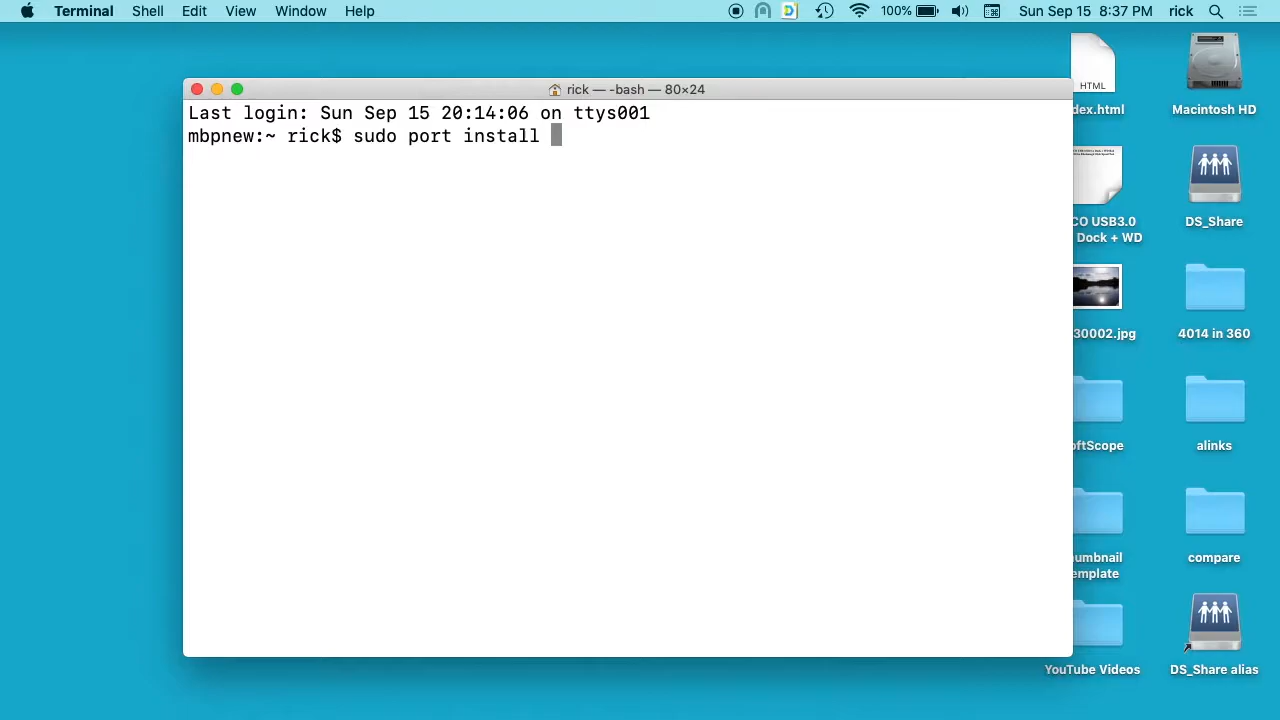 Terminal Shell Edit View Window Help 100% Sun Sep 15 8:37 PM rick
rick — -bash — 80×24
Last login: Sun Sep 15 20:14:06 on ttys001
mbpnew:~ rick$ sudo port install
HTML
dex.html
Macintosh HD
CO USB3.0
Dock + WD
DS_Share
30002.jpg
4014 in 360
oftScope
alinks
umbnail
emplate
compare
YouTube Videos
DS_Share alias